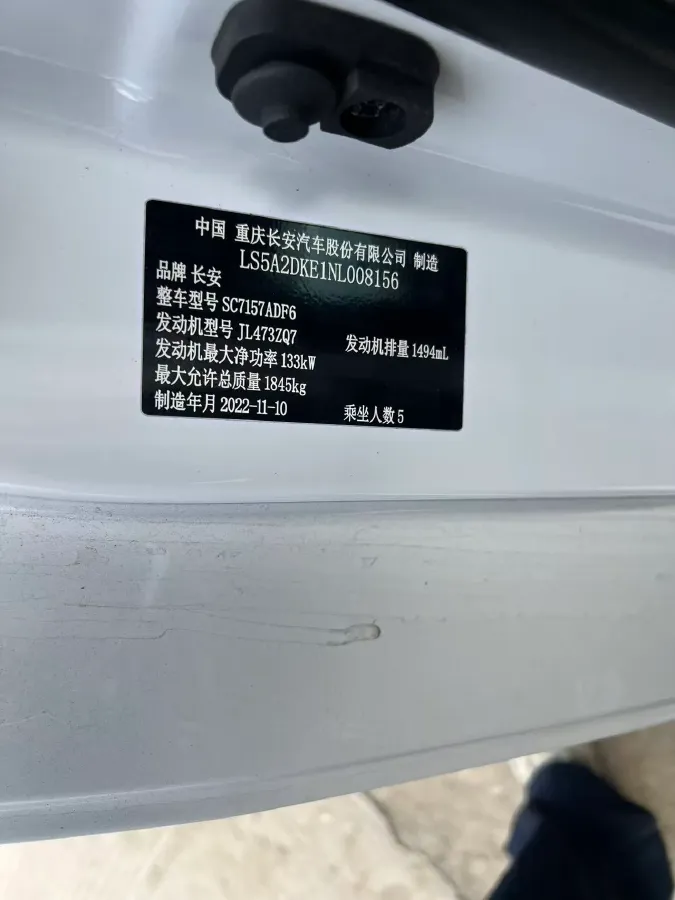 中国 重庆长安汽车股份有限公司 制造
LS5A2DKE1NL008156
品牌 长安
整车型号 SC7157ADF6
发动机型号 JL473ZQ7 发动机排量 1494mL
发动机最大净功率 133kW
最大允许总质量 1845kg
制造年月 2022-11-10 乘坐人数 5